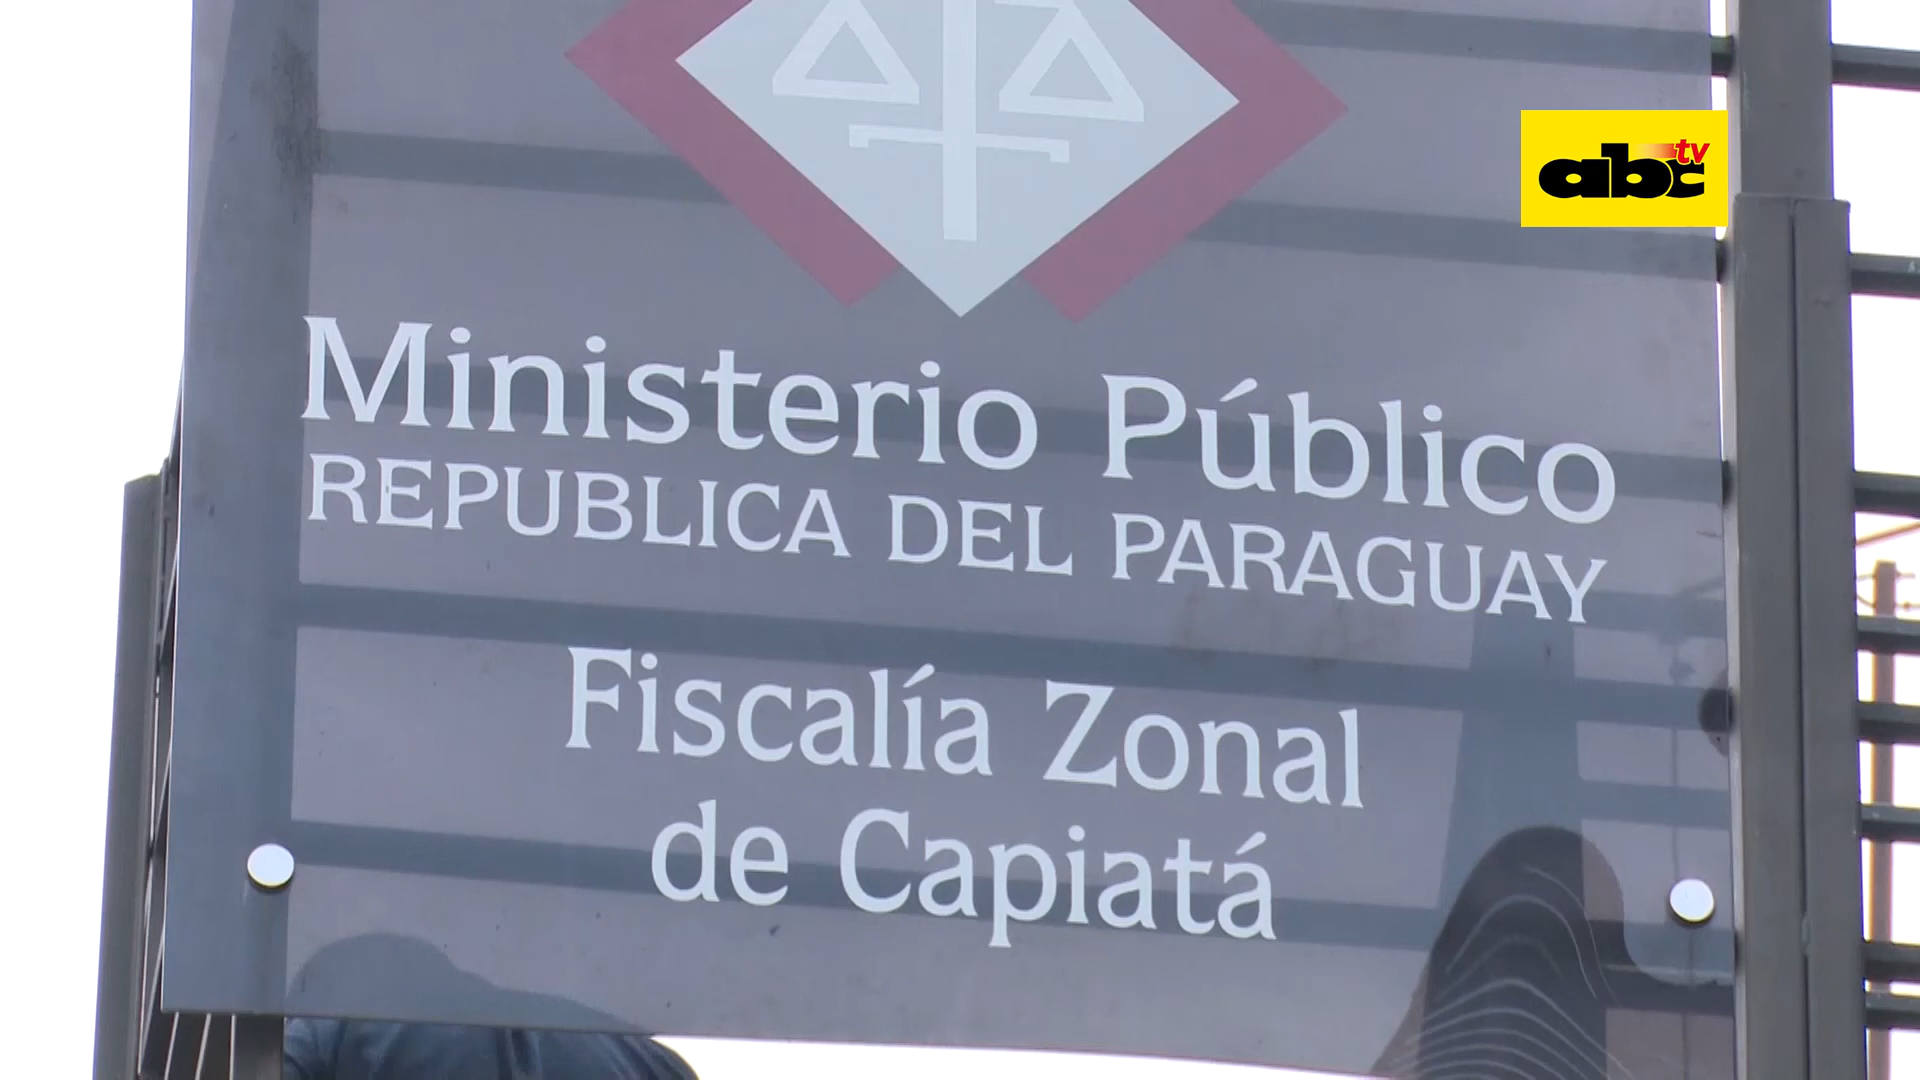 abc tv
Ministerio Público
REPUBLICA DEL PARAGUAY
Fiscalía Zonal
de Capiatá